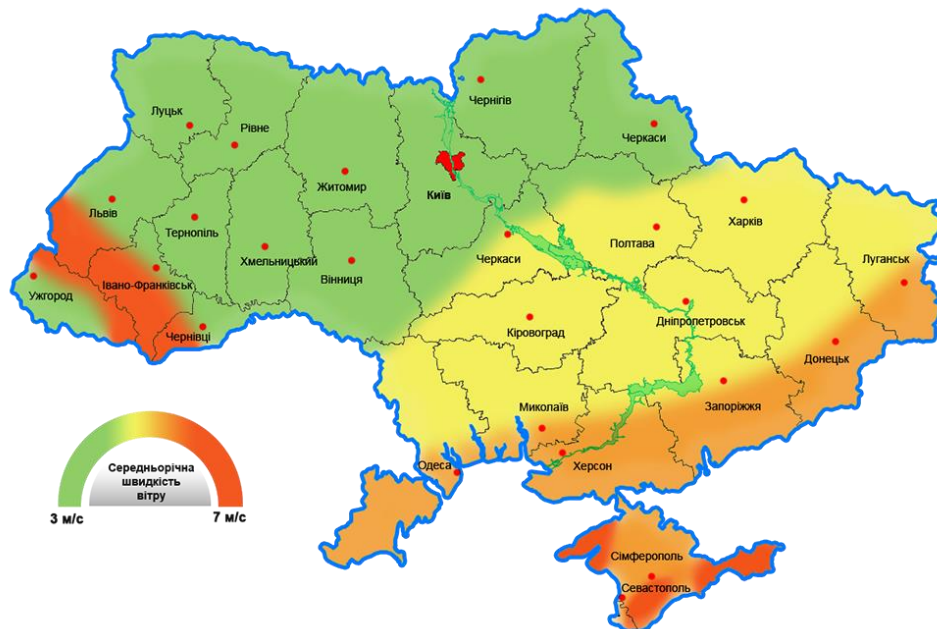 Чернігів
Луцьк
Рівне
Черкаси
Житомир
Київ
Львів
Тернопіль
Харків
Полтава
Черкаси
Хмельницький
Вінниця
Івано-Франківськ
Ужгород
Луганськ
Чернівці
Кіровоград
Дніпропетровськ
Донецьк
Запоріжжя
Миколаїв
Одеса
Херсон
Середньорічна
швидкість
вітру
3 м/с
7 м/с
Сімферополь
Севастополь